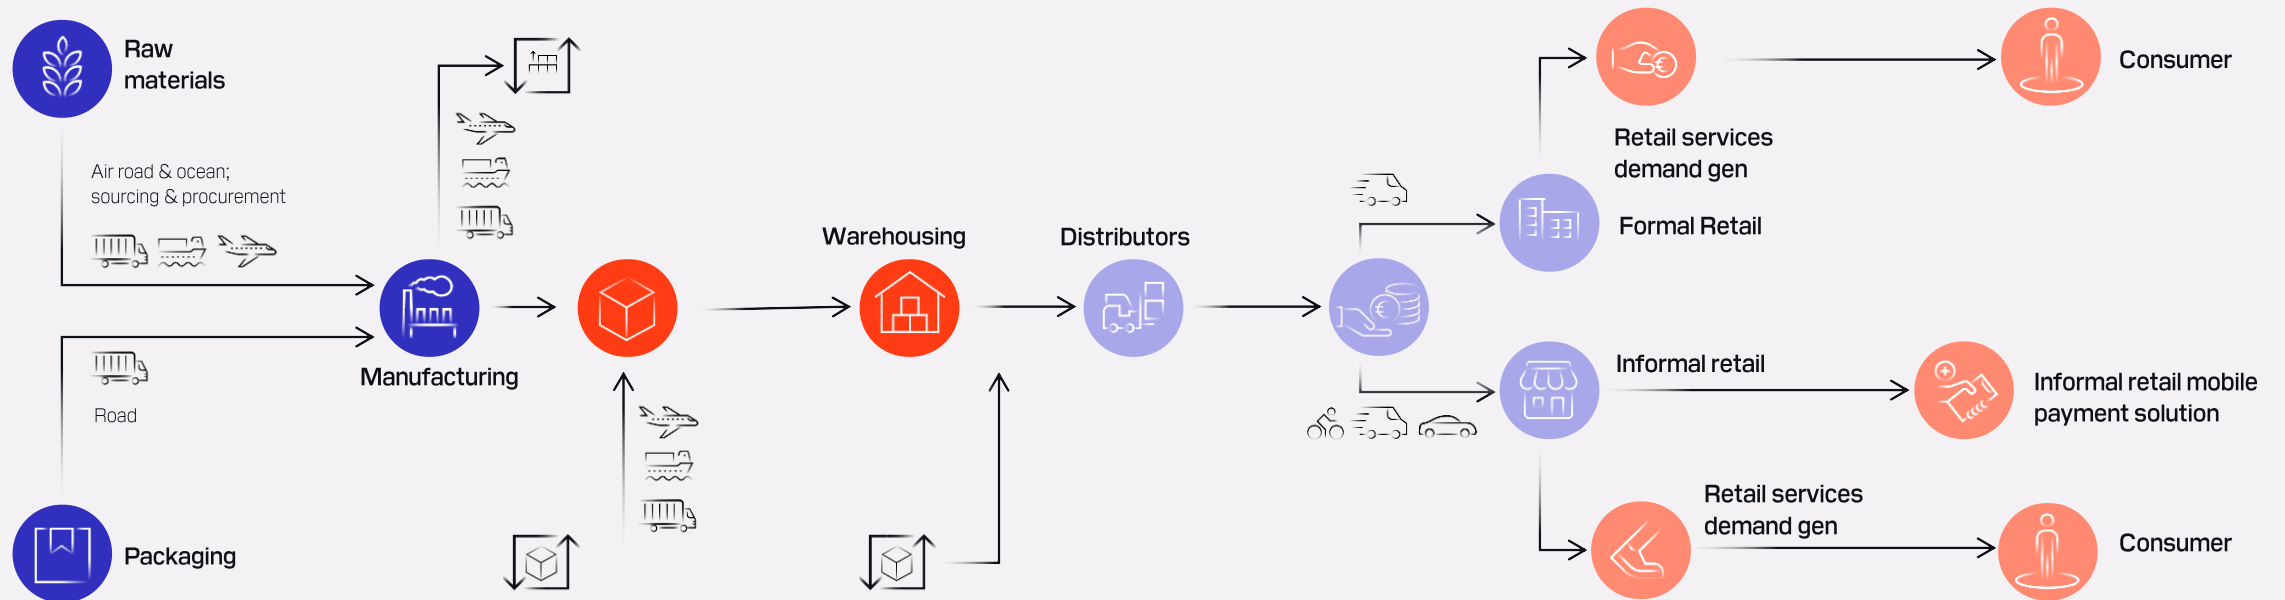 Raw
materials
Air road & ocean;
sourcing & procurement
Road
Packaging
Manufacturing
Warehousing
Distributors
Retail services
demand gen
Formal Retail
Consumer
Informal retail
Informal retail mobile
payment solution
Retail services
demand gen
Consumer